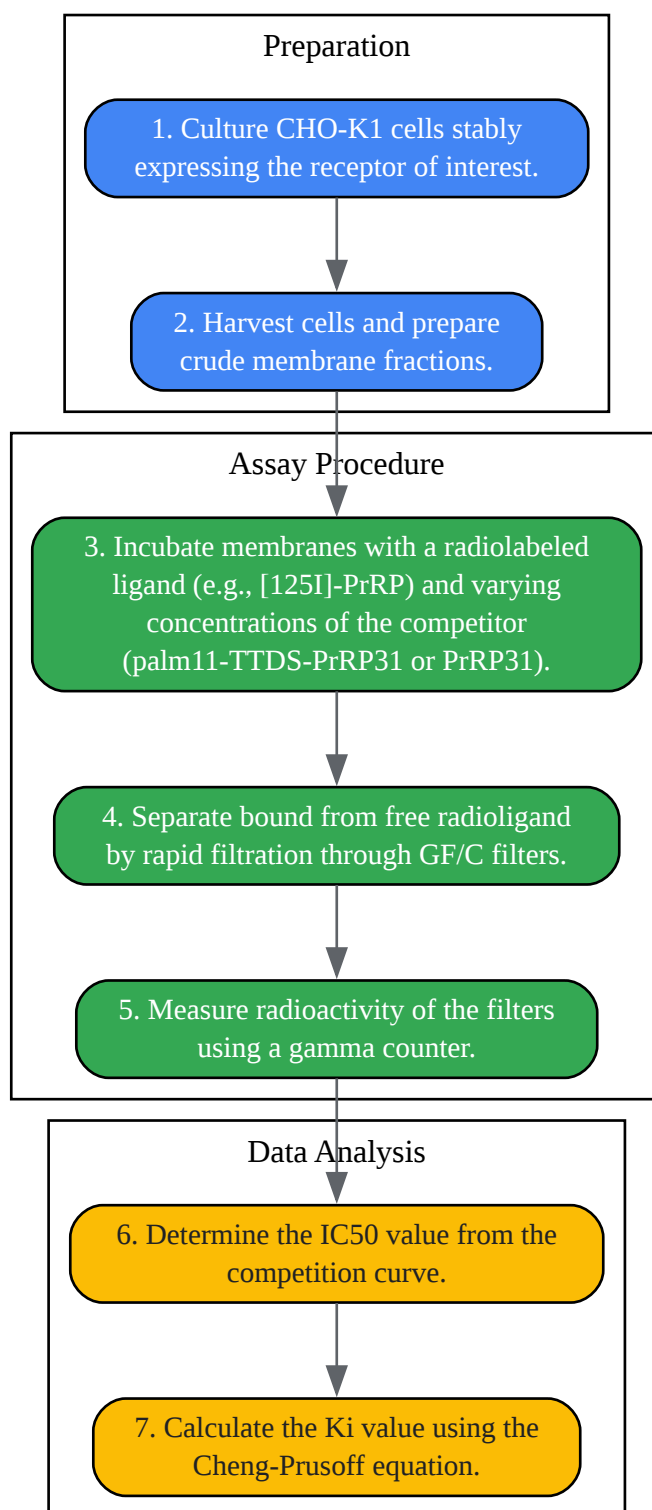 Preparation
1. Culture CHO-K1 cells stably
expressing the receptor of interest.
2. Harvest cells and prepare
crude membrane fractions.
Assay Procedure
3. Incubate membranes with a radiolabeled
ligand (e.g., [125I]-PrRP) and varying
concentrations of the competitor
(palm11-TTDS-PrRP31 or PrRP31).
4. Separate bound from free radioligand
by rapid filtration through GF/C filters.
5. Measure radioactivity of the filters
using a gamma counter.
Data Analysis
6. Determine the IC50 value from the
competition curve.
7. Calculate the Ki value using the
Cheng-Prusoff equation.